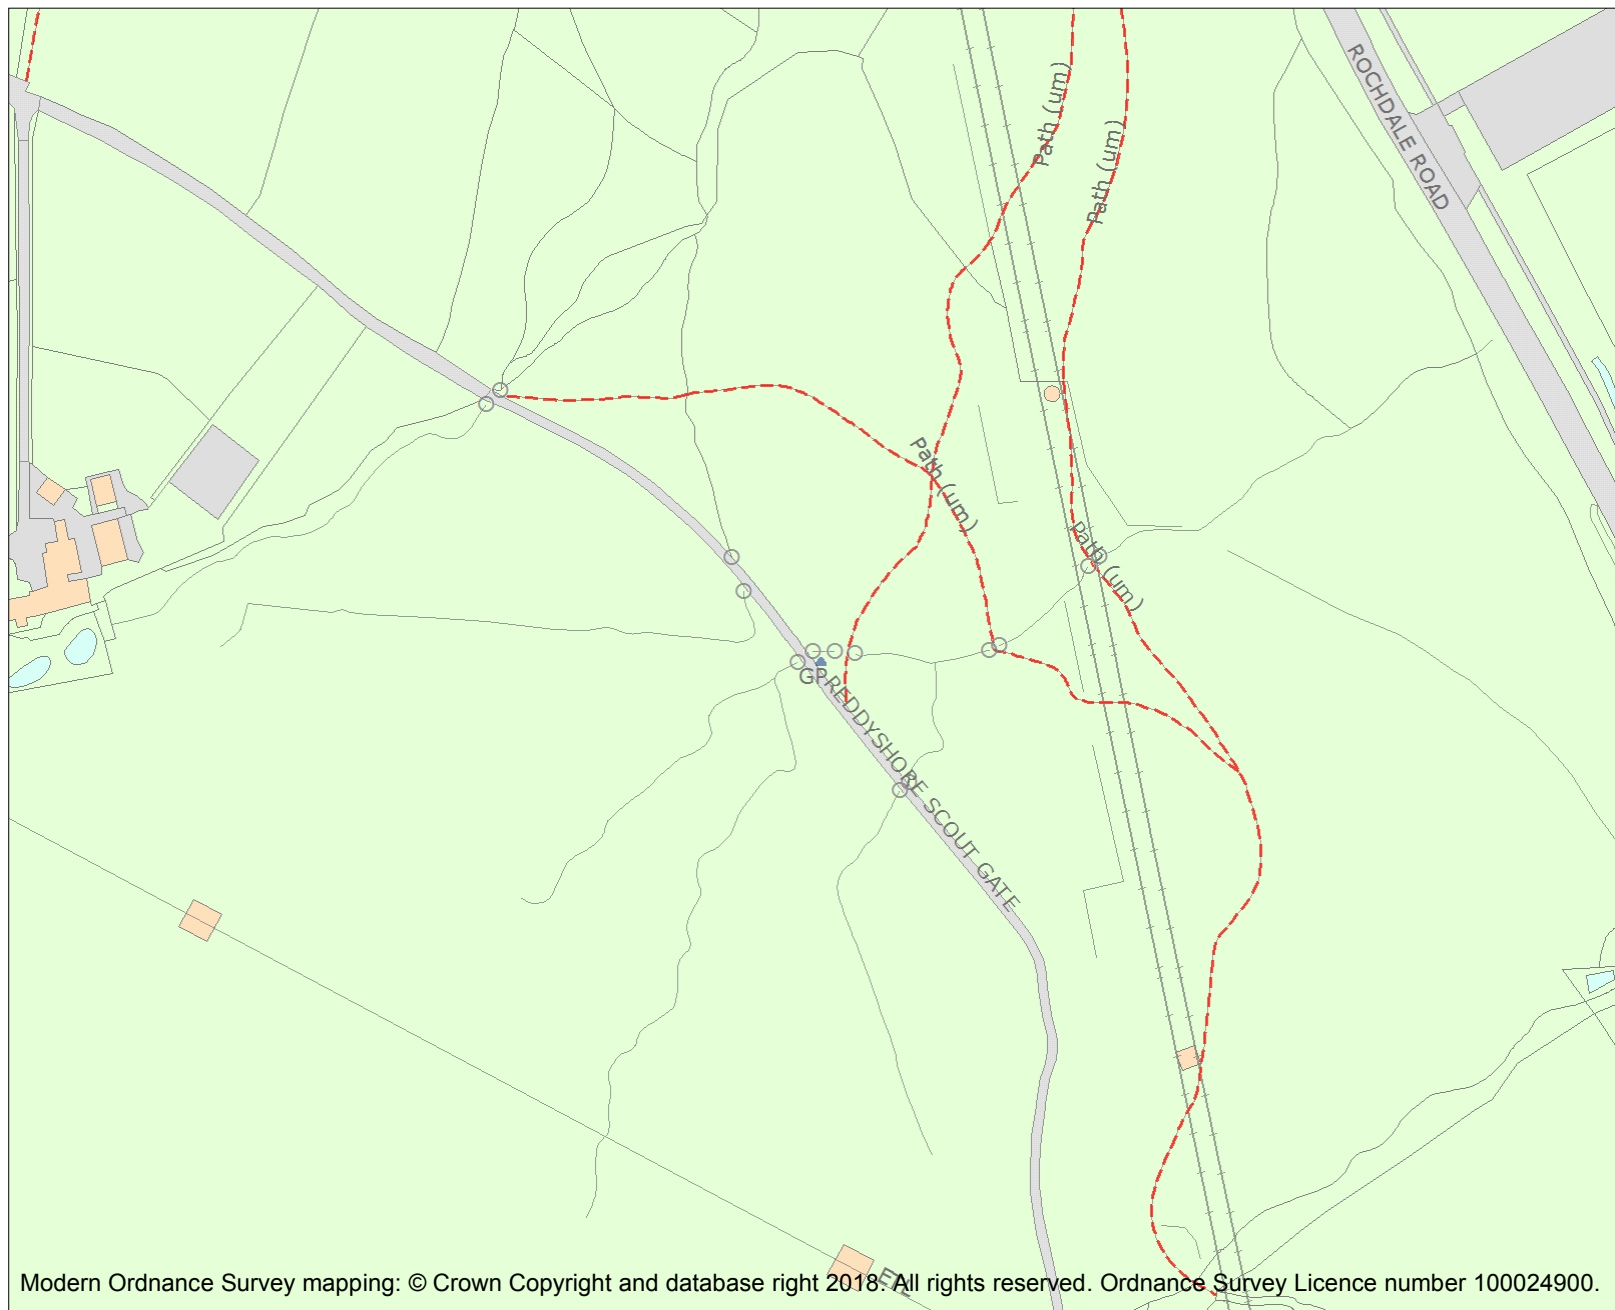 ROCHDALE ROAD
Path (um)
Path (um)
Path (um)
Path (um)
GP
REDDYSHORE SCOUT GATE
ETL
Modern Ordnance Survey mapping: © Crown Copyright and database right 2018. All rights reserved. Ordnance Survey Licence number 100024900.